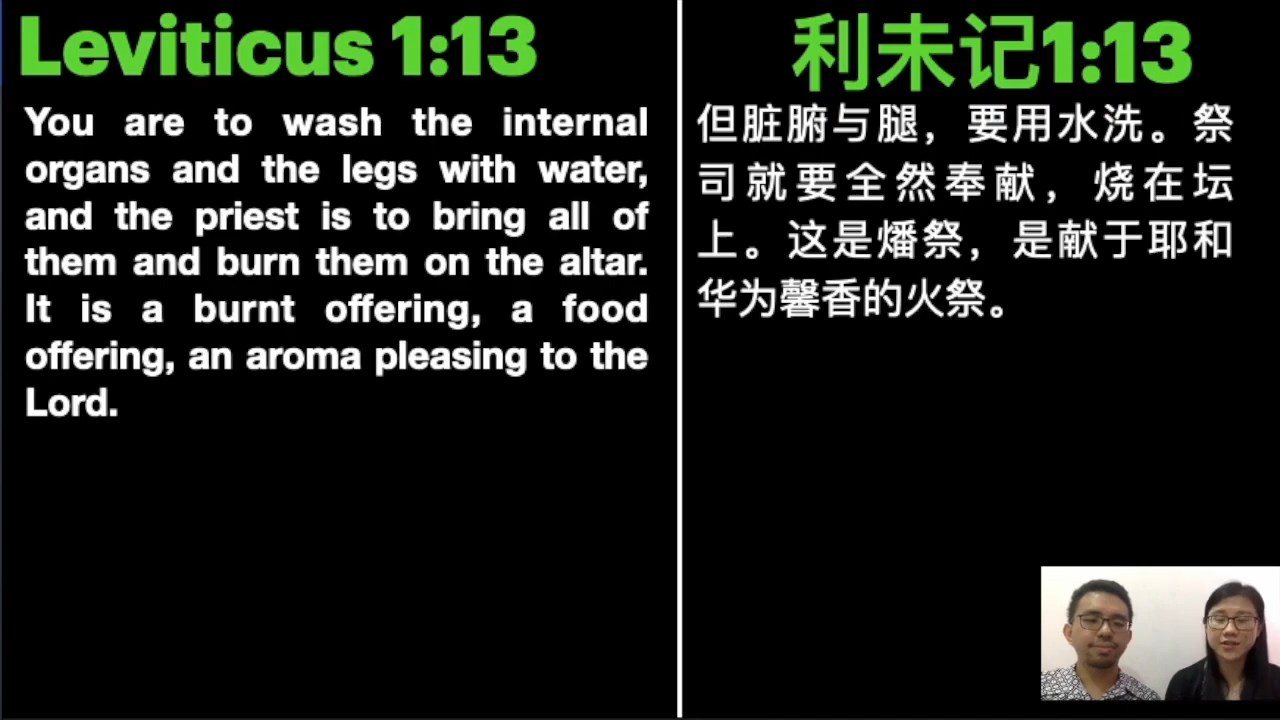 Leviticus 1:13
You are to wash the internal
organs and the legs with water,
and the priest is to bring all of
them and burn them on the altar.
It is a burnt offering, a food
offering, an aroma pleasing to the
Lord.
利未记1:13
但脏腑与腿，要用水洗。祭
司就要全然奉献，烧在坛
上。这是燔祭，是献于耶和
华为馨香的火祭。